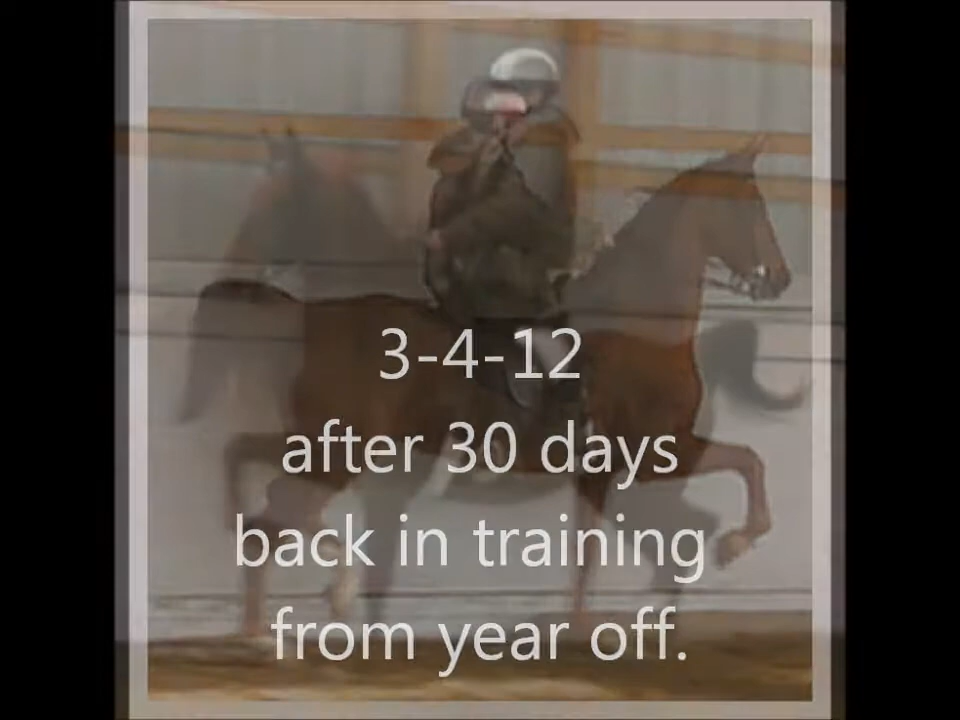 3-4-12
after 30 days
back in training
from year off.